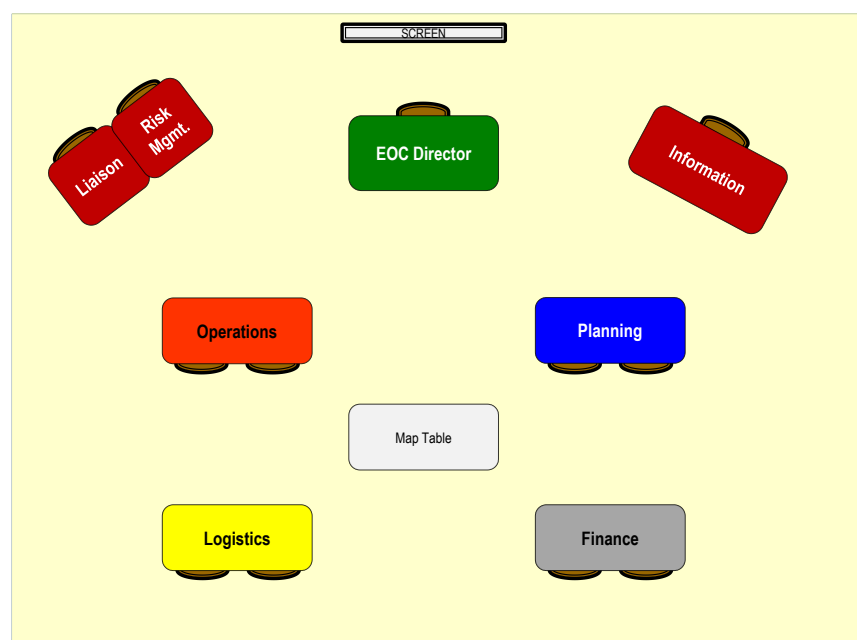 SCREEN
Risk
Mgmt.
Liaison
EOC Director
Information
Operations
Planning
Map Table
Logistics
Finance